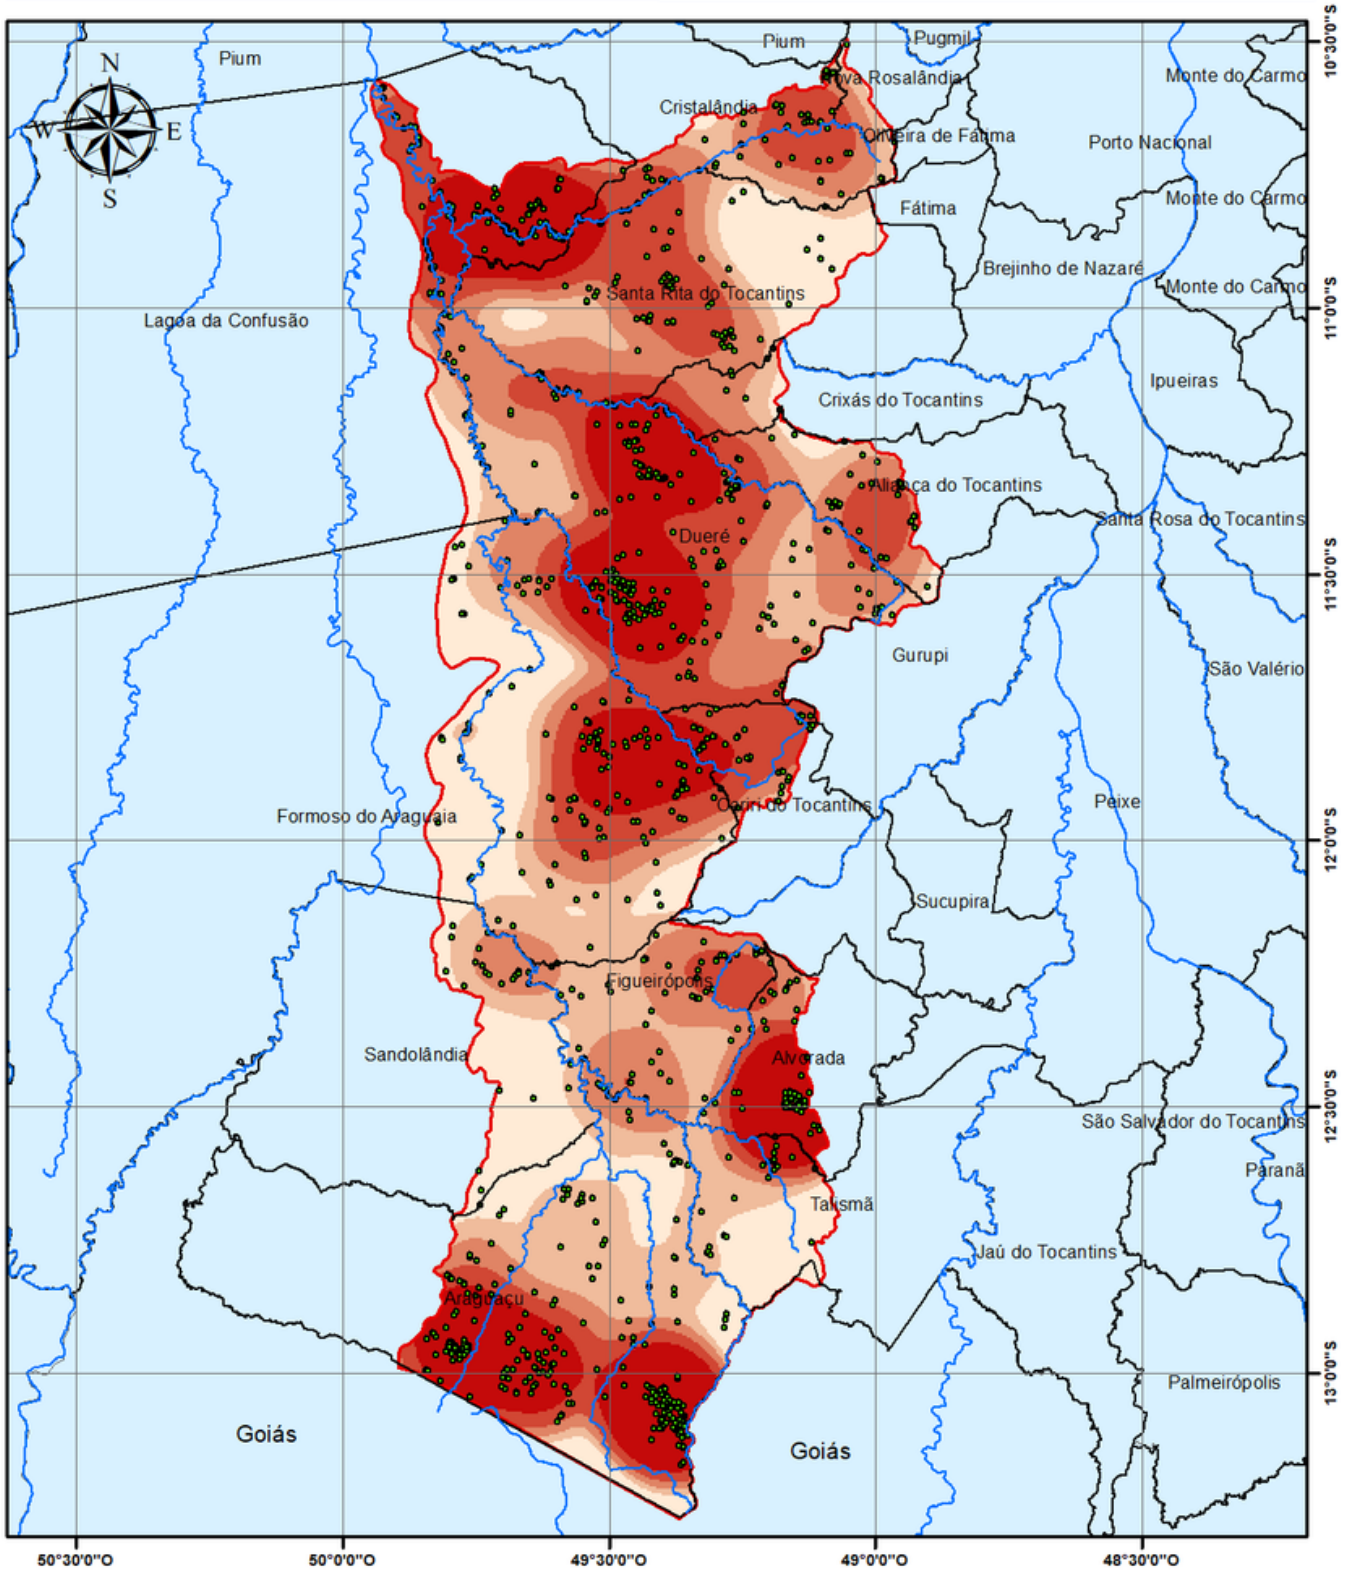 10°30'0"S
Pium
Pium
Pugmil
N
W
E
S
Nova Rosalândia
Monte do Carmo
Cristalândia
Oliveira de Fátima
Porto Nacional
Monte do Carmo
Fátima
Brejinho de Nazaré
Monte do Carmo
Santa Rita do Tocantins
11°0'0"S
Lagoa da Confusão
Ipueiras
Crixás do Tocantins
Aliança do Tocantins
Santa Rosa do Tocantins
Dueré
11°30'0"S
Gurupi
São Valério
Peixe
Cariri do Tocantins
Formoso do Araguaia
12°0'0"S
Sucupira
Figueirópolis
Sandolândia
Alvorada
12°30'0"S
São Salvador do Tocantins
Paranã
Talismã
Jaú do Tocantins
Araguaçu
13°0'0"S
Palmeirópolis
Goiás
Goiás
50°30'0"O
50°0'0"O
49°30'0"O
49°0'0"O
48°30'0"O